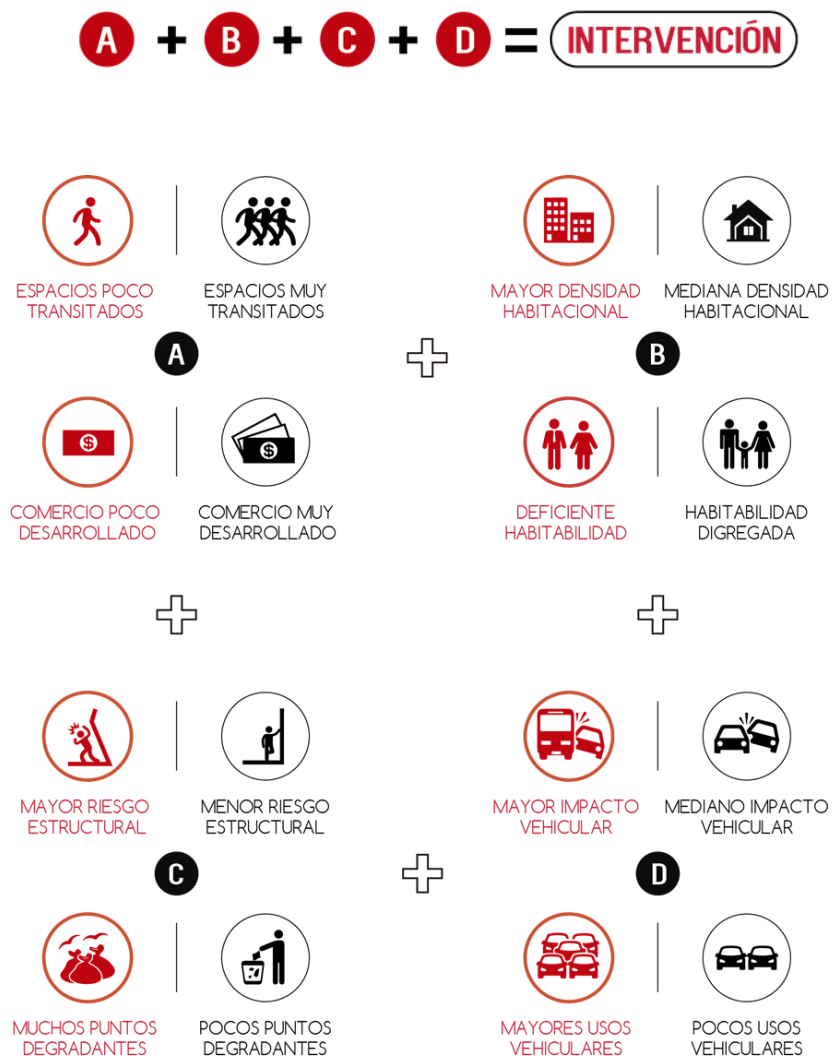 A + B + C + D = INTERVENCIÓN
ESPACIOS POCO
TRANSITADOS
ESPACIOS MUY
TRANSITADOS
A
COMERCIO POCO
DESARROLLADO
COMERCIO MUY
DESARROLLADO
MAYOR DENSIDAD
HABITACIONAL
MEDIANA DENSIDAD
HABITACIONAL
B
DEFICIENTE
HABITABILIDAD
HABITABILIDAD
DIGREGADA
MAYOR RIESGO
ESTRUCTURAL
MENOR RIESGO
ESTRUCTURAL
C
MUCHOS PUNTOS
DEGRADANTES
POCOS PUNTOS
DEGRADANTES
MAYOR IMPACTO
VEHICULAR
MEDIANO IMPACTO
VEHICULAR
D
MAYORES USOS
VEHICULARES
POCOS USOS
VEHICULARES